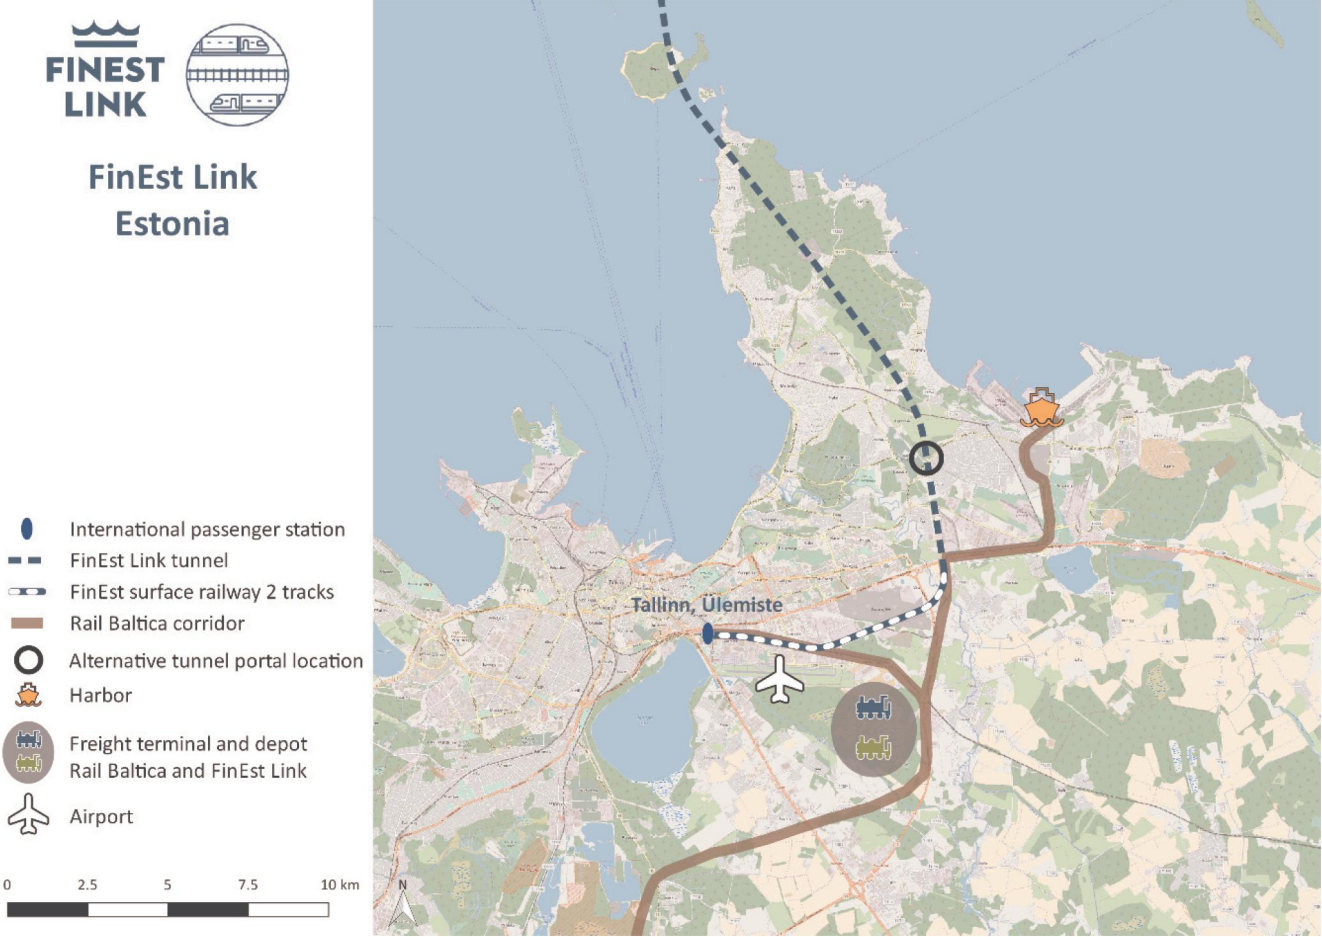 FINEST
LINK
FinEst Link
Estonia
International passenger station
FinEst Link tunnel
FinEst surface railway 2 tracks
Rail Baltica corridor
Alternative tunnel portal location
Harbor
Freight terminal and depot
Rail Baltica and FinEst Link
Airport
0 2.5 5 7.5 10 km
N
Tallinn, Ülemiste